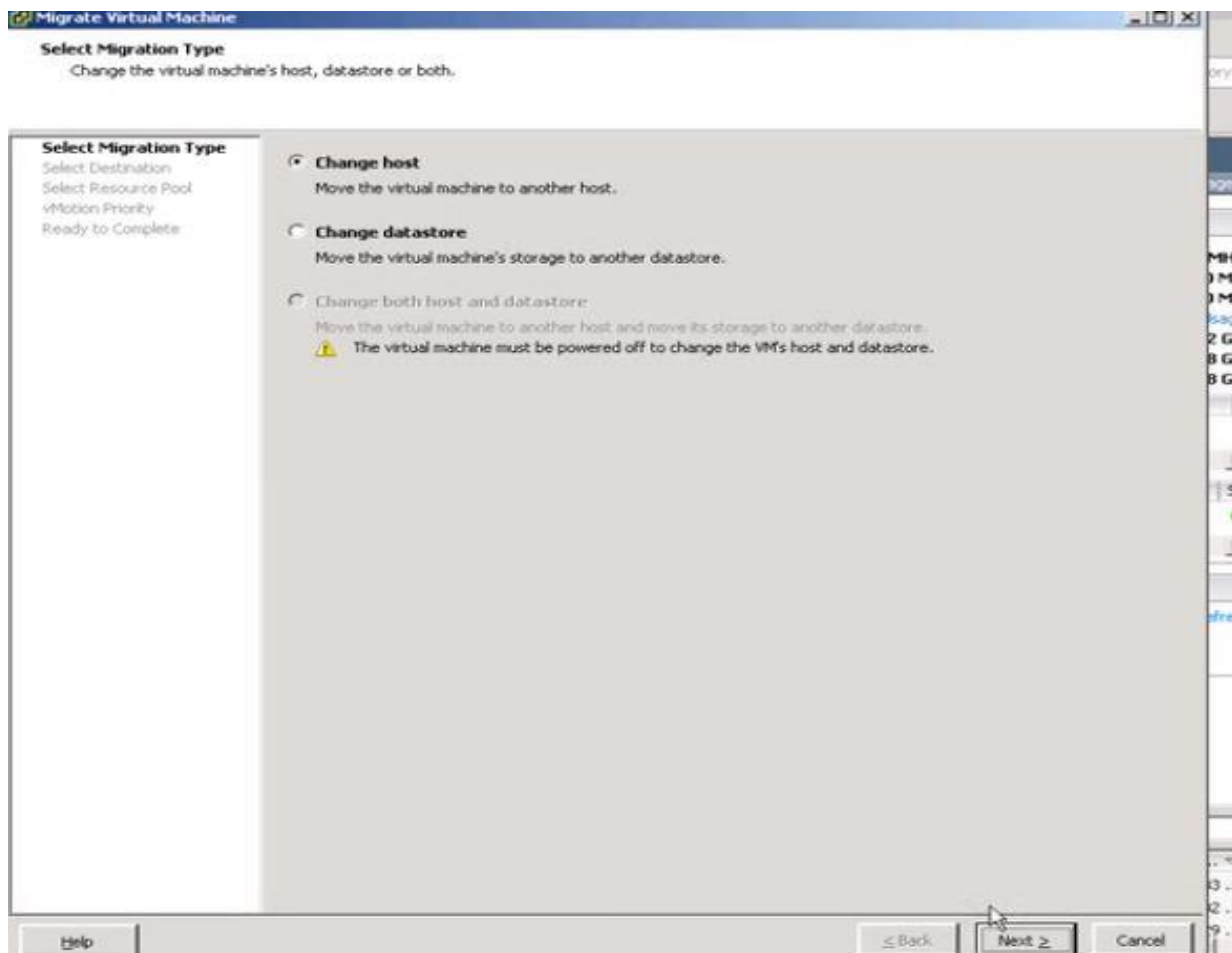 Migrate Virtual Machine
Select Migration Type
Change the virtual machine's host, datastore or both.
Select Migration Type
Select Destination
Select Resource Pool
vMotion Priority
Ready to Complete
Change host
Move the virtual machine to another host.
Change datastore
Move the virtual machine's storage to another datastore.
Change both host and datastore
Move the virtual machine to another host and move its storage to another datastore.
The virtual machine must be powered off to change the VM's host and datastore.
Help
< Back
Next >
Cancel